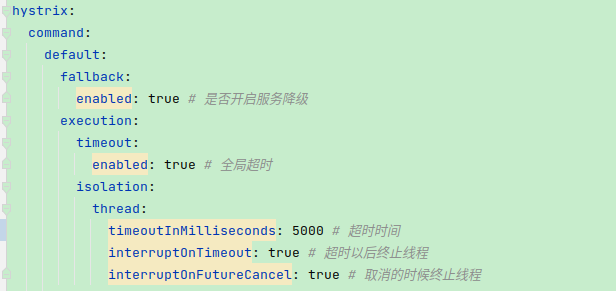 hystrix:
  command:
    default:
      fallback:
        enabled: true # 是否开启服务降级
      execution:
        timeout:
          enabled: true # 全局超时
        isolation:
          thread:
            timeoutInMilliseconds: 5000 # 超时时间
            interruptOnTimeout: true # 超时以后终止线程
            interruptOnFutureCancel: true # 取消的时候终止线程